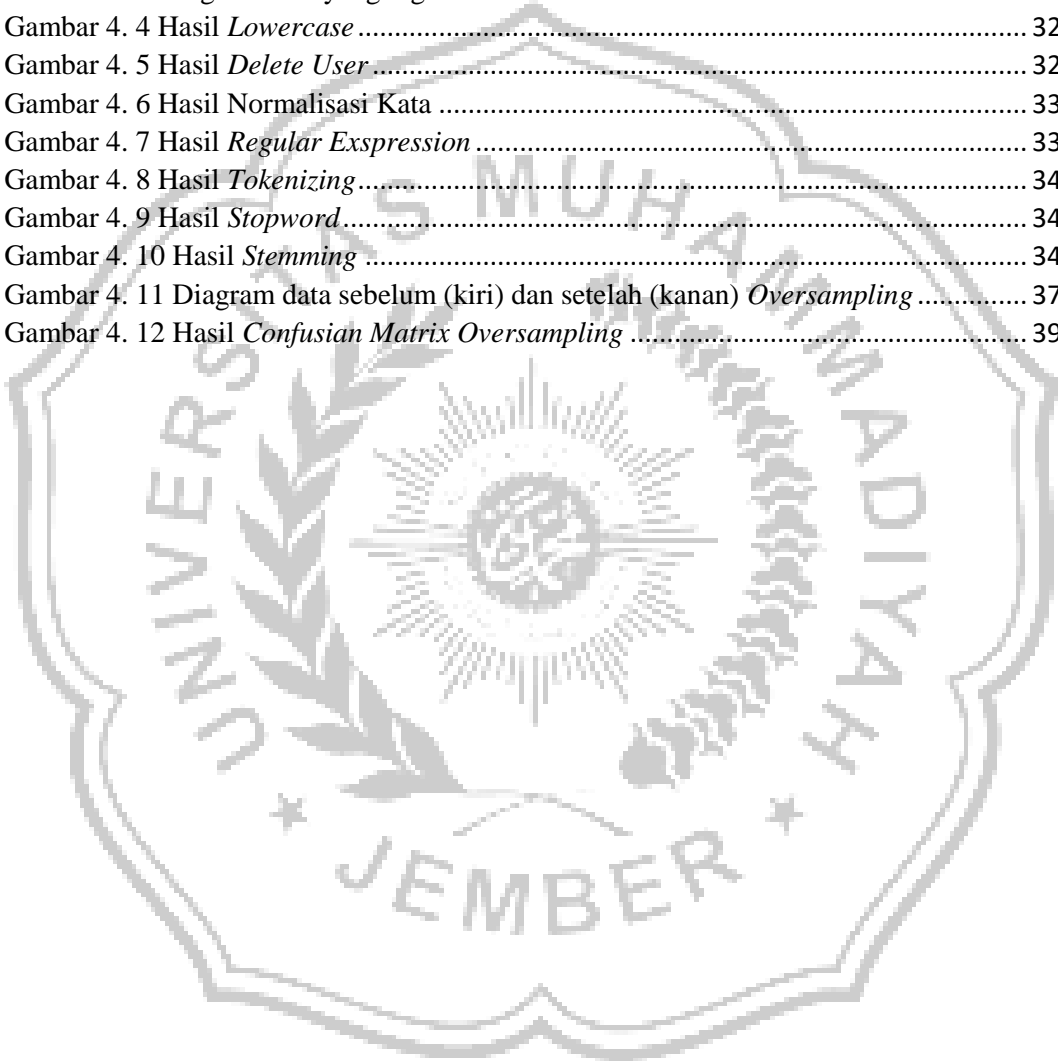 Gambar 4. 4 Hasil Lowercase ........................................................................................ 32
Gambar 4. 5 Hasil Delete User ...................................................................................... 32
Gambar 4. 6 Hasil Normalisasi Kata ............................................................................. 33
Gambar 4. 7 Hasil Regular Exspression ........................................................................ 33
Gambar 4. 8 Hasil Tokenizing ........................................................................................ 34
Gambar 4. 9 Hasil Stopword .......................................................................................... 34
Gambar 4. 10 Hasil Stemming ....................................................................................... 34
Gambar 4. 11 Diagram data sebelum (kiri) dan setelah (kanan) Oversampling .............. 37
Gambar 4. 12 Hasil Confusian Matrix Oversampling .................................................... 39
UNIVERSITAS MUHAMMADIYAH
JEMBER